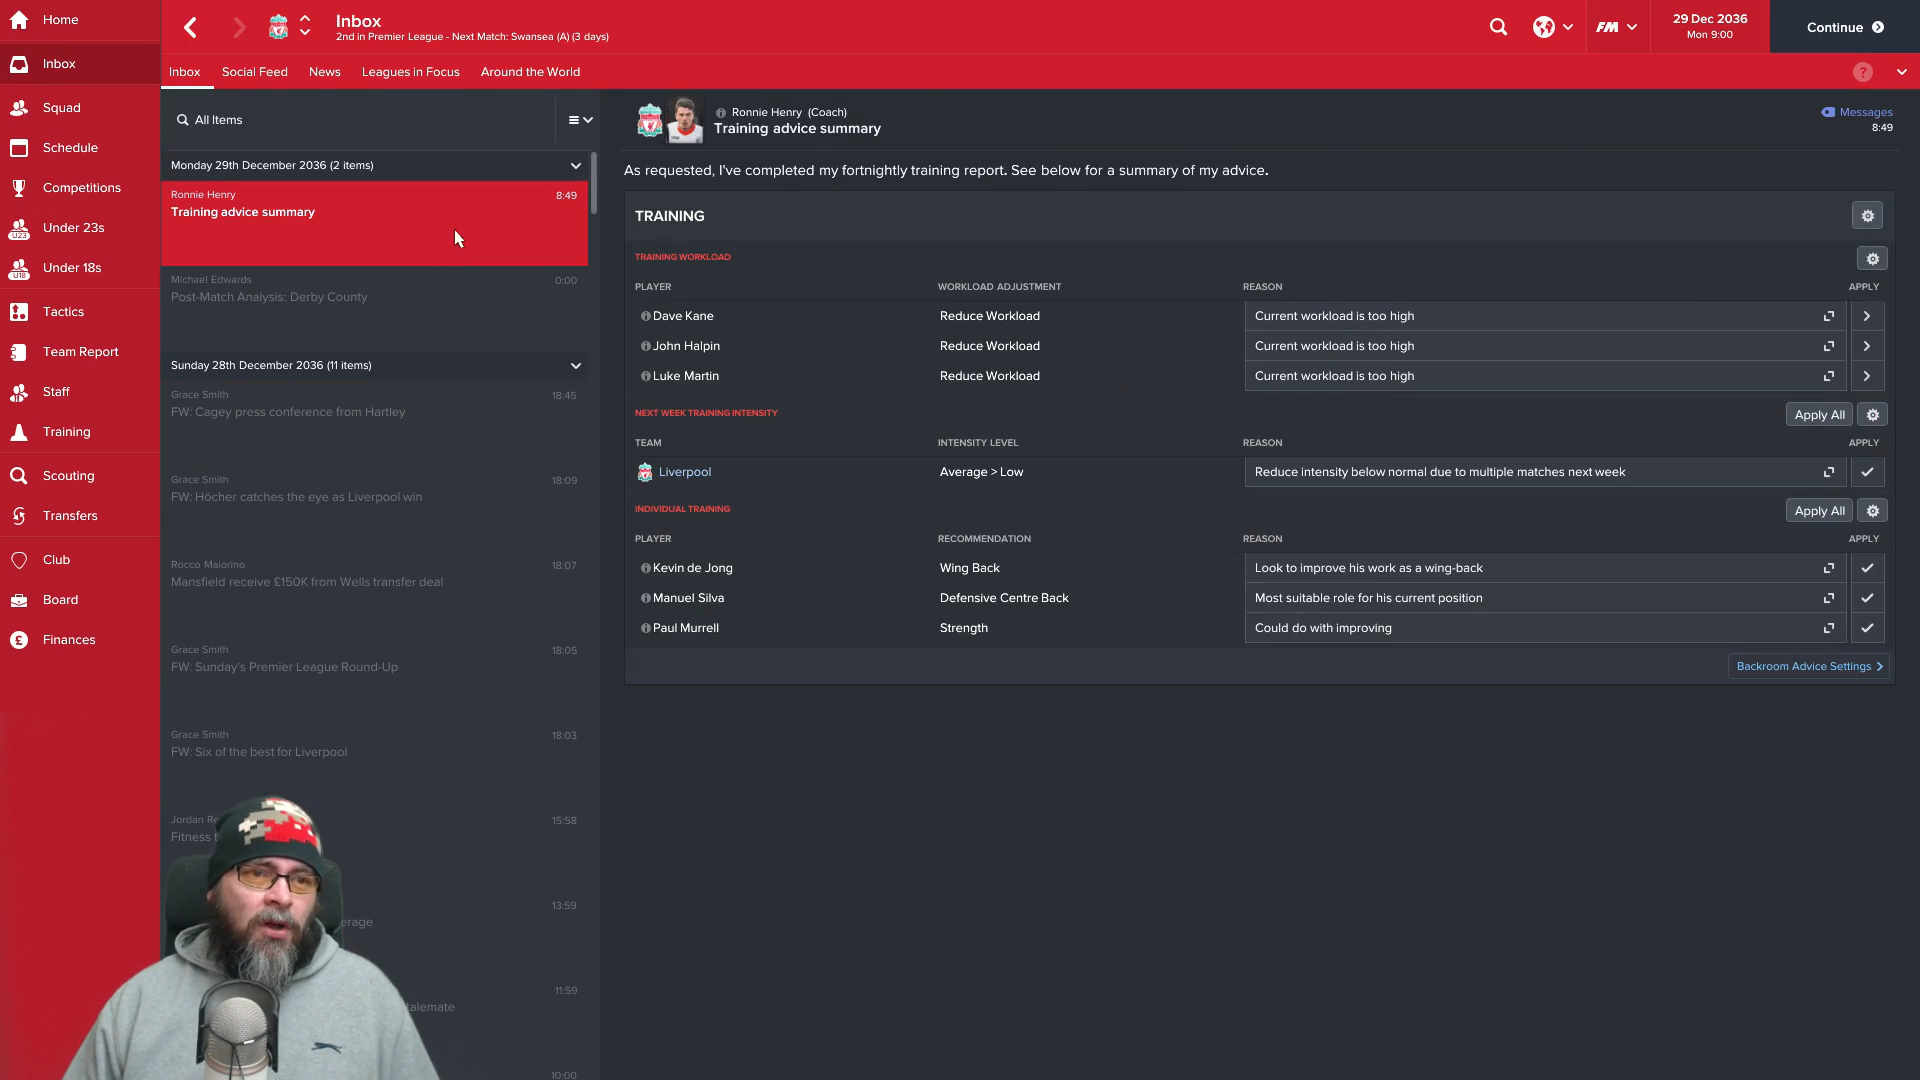 Home
Inbox
Squad
Schedule
Competitions
Under 23s
U23
Under 18s
U18
Tactics
Team Report
Staff
Training
Scouting
Transfers
Club
Board
Finances
Inbox
2nd in Premier League - Next Match: Swansea (A) (3 days)
FM
29 Dec 2036
Mon 9:00
Continue
Inbox
Social Feed
News
Leagues in Focus
Around the World
?
All Items
Monday 29th December 2036 (2 items)
Ronnie Henry
8:49
Training advice summary
Michael Edwards
0:00
Post-Match Analysis: Derby County
Sunday 28th December 2036 (11 items)
Grace Smith
18:45
FW: Cagey press conference from Hartley
Grace Smith
18:09
FW: Höcher catches the eye as Liverpool win
Rocco Maiorino
18:07
Mansfield receive £150K from Wells transfer deal
Grace Smith
18:05
FW: Sunday's Premier League Round-Up
Grace Smith
18:03
FW: Six of the best for Liverpool
Jordan Re
15:58
Fitness t
13:59
erage
11:59
talemate
10:00
Ronnie Henry (Coach)
Training advice summary
Messages
8:49
As requested, I've completed my fortnightly training report. See below for a summary of my advice.
TRAINING
TRAINING WORKLOAD
PLAYER WORKLOAD ADJUSTMENT REASON APPLY
Dave Kane Reduce Workload Current workload is too high
John Halpin Reduce Workload Current workload is too high
Luke Martin Reduce Workload Current workload is too high
NEXT WEEK TRAINING INTENSITY Apply All
TEAM INTENSITY LEVEL REASON APPLY
Liverpool Average > Low Reduce intensity below normal due to multiple matches next week
INDIVIDUAL TRAINING Apply All
PLAYER RECOMMENDATION REASON APPLY
Kevin de Jong Wing Back Look to improve his work as a wing-back
Manuel Silva Defensive Centre Back Most suitable role for his current position
Paul Murrell Strength Could do with improving
Backroom Advice Settings >